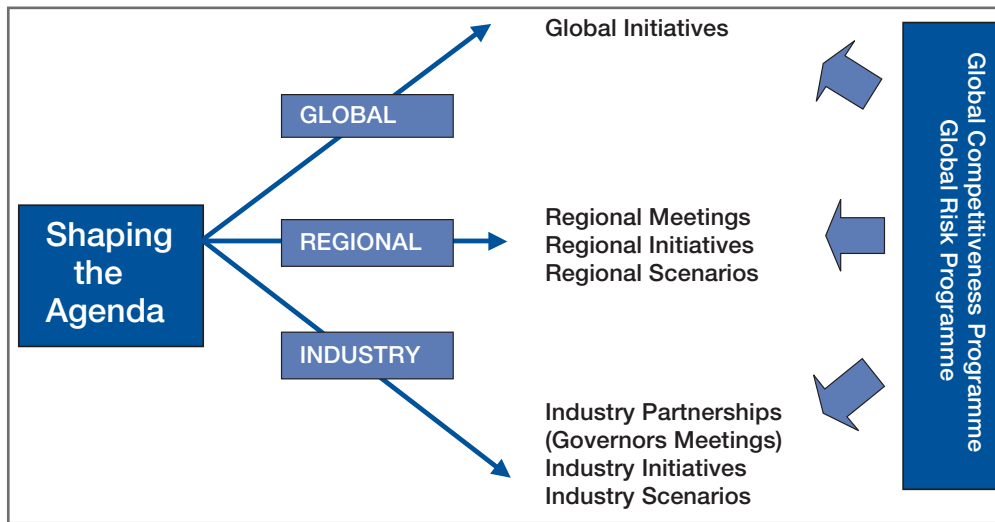 Global Initiatives
GLOBAL
Shaping
the
Agenda
REGIONAL
Regional Meetings
Regional Initiatives
Regional Scenarios
INDUSTRY
Industry Partnerships
(Governors Meetings)
Industry Initiatives
Industry Scenarios
Global Competitiveness Programme
Global Risk Programme